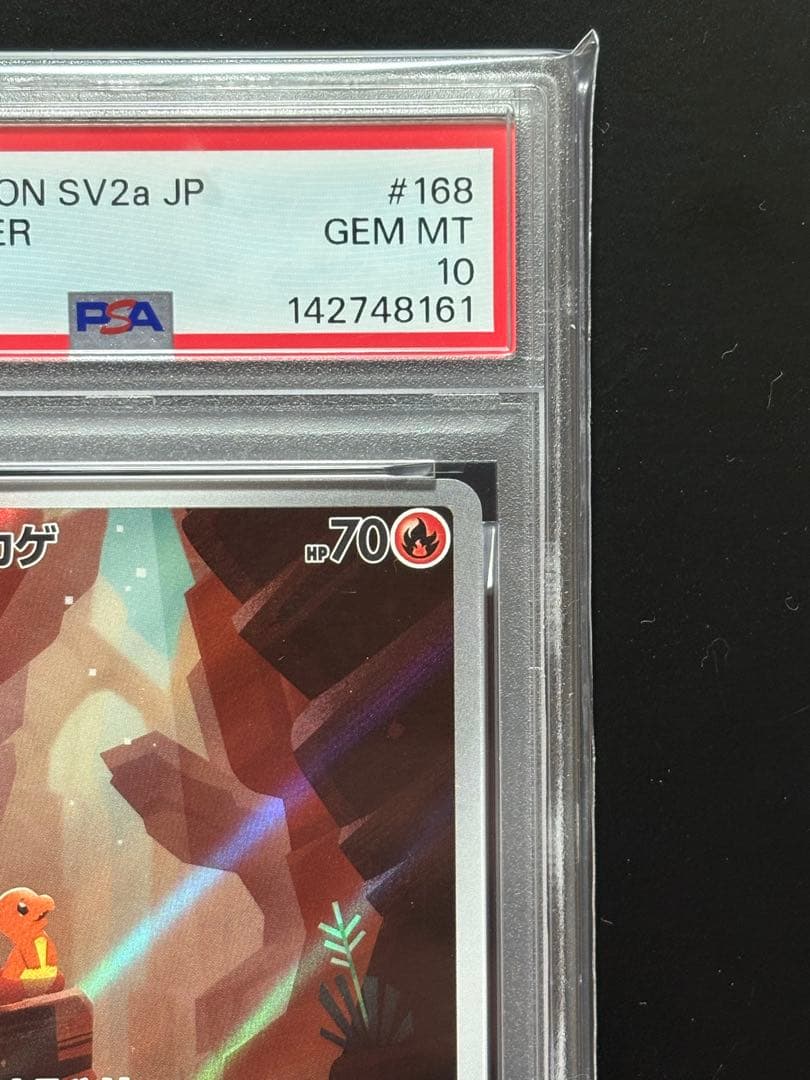 ON SV2a JP #168
ER GEM MT
10
PSA 142748161
カゲ HP70